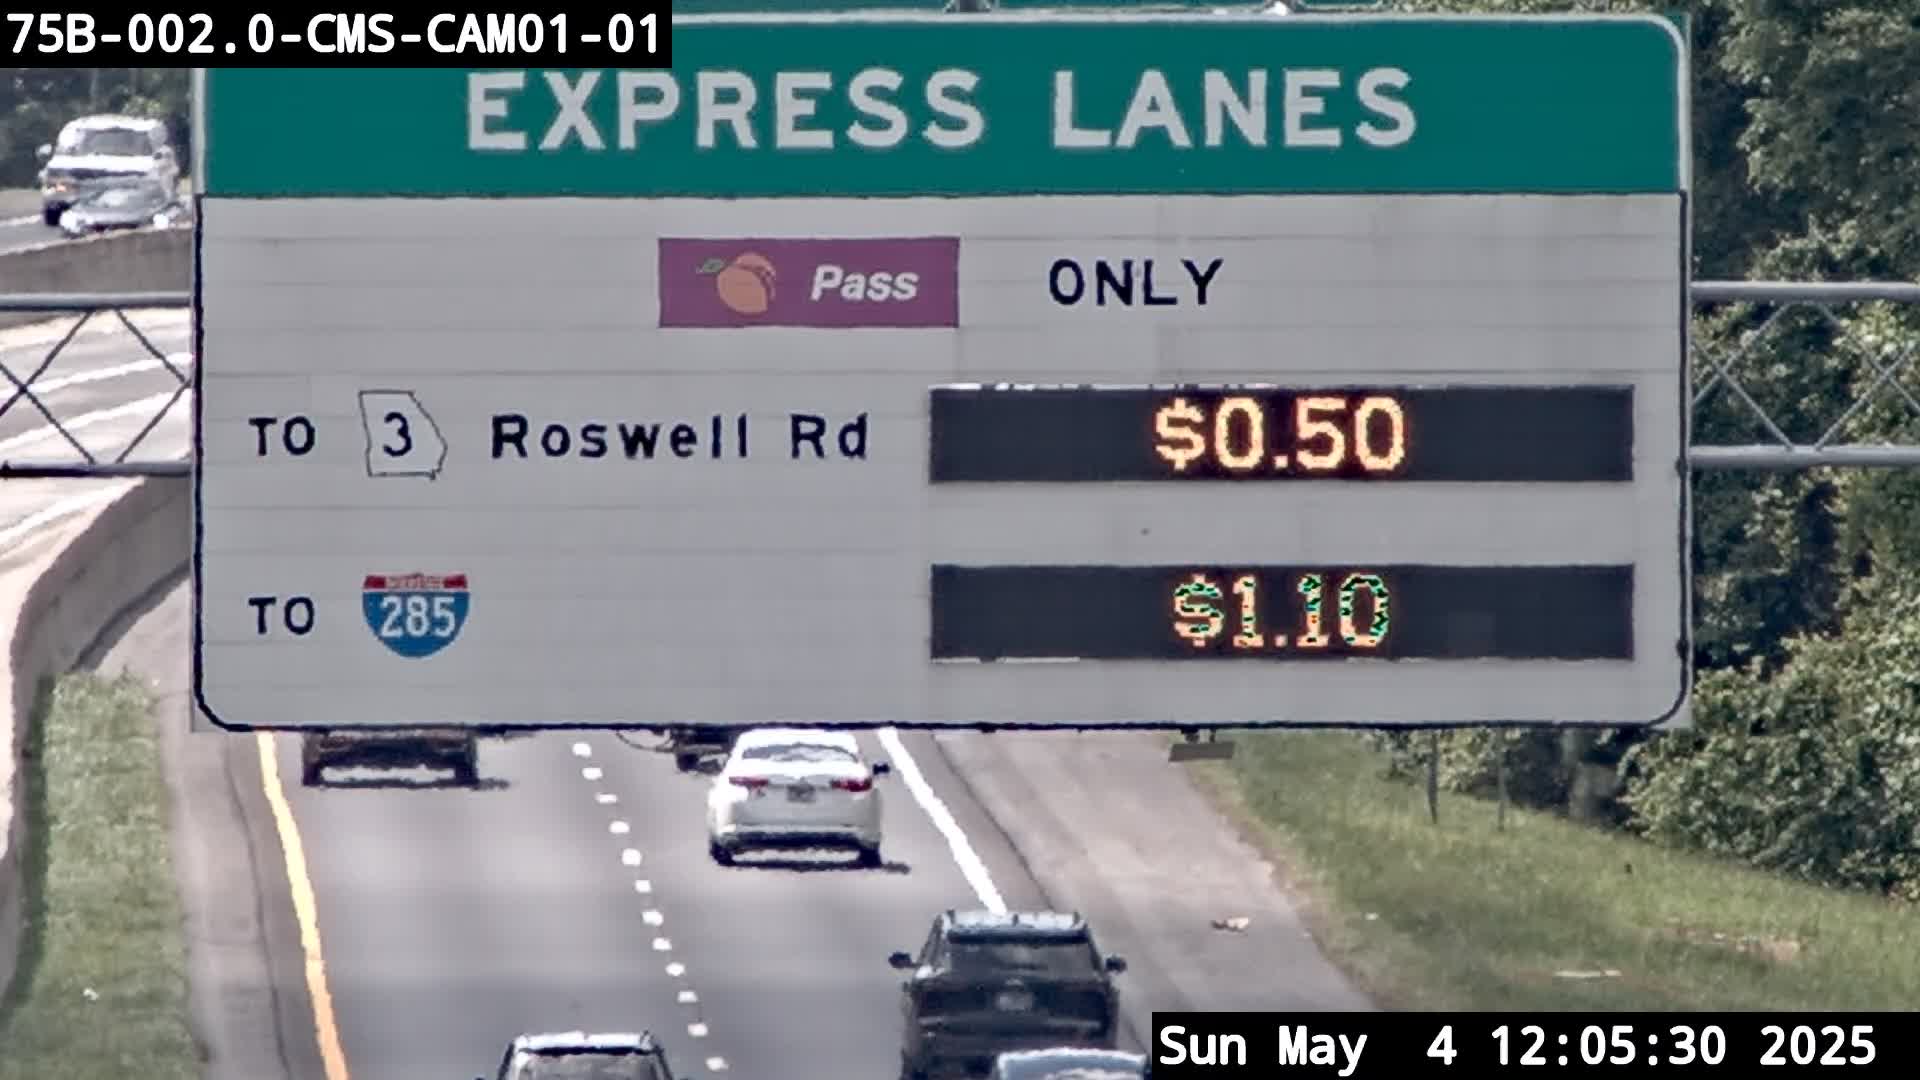 75B-002.0-CMS-CAM01-01
EXPRESS LANES
Pass ONLY
TO 3 Roswell Rd $0.50
TO 285 $1.10
Sun May 4 12:05:30 2025